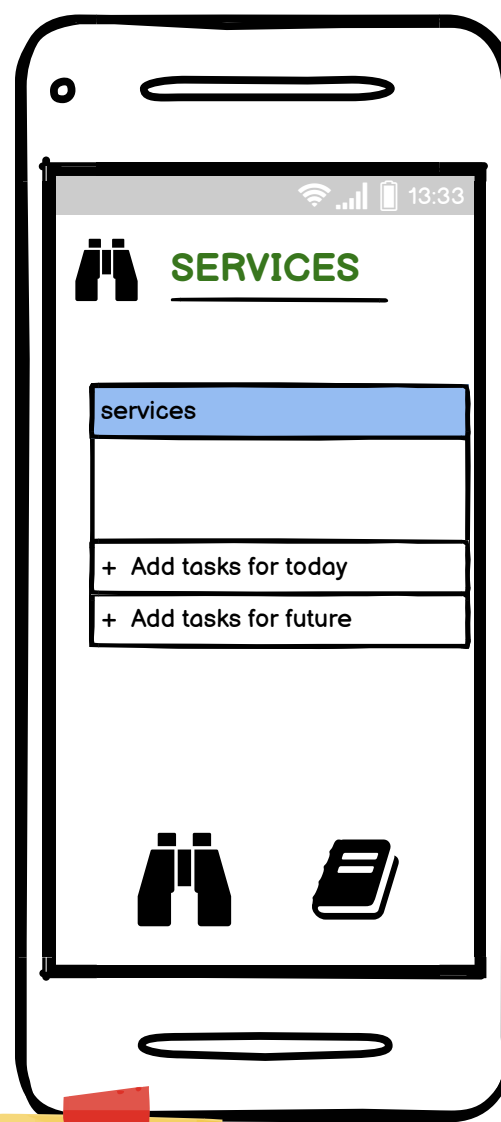 13:33
SERVICES
services
+ Add tasks for today
+ Add tasks for future